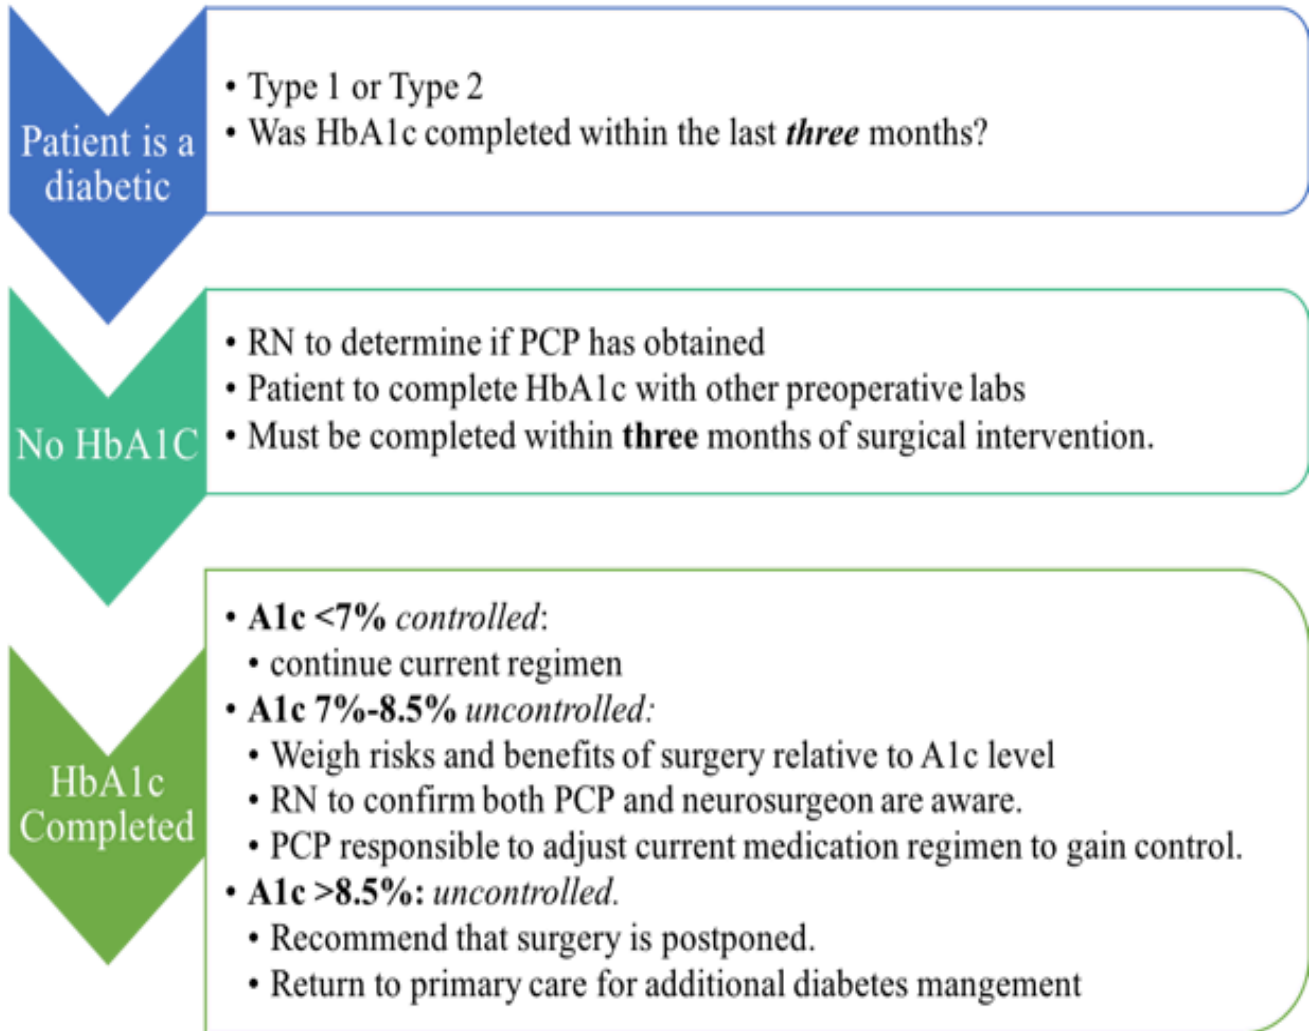 Patient is a
diabetic
• Type 1 or Type 2
• Was HbA1c completed within the last three months?
No HbA1C
• RN to determine if PCP has obtained
• Patient to complete HbA1c with other preoperative labs
• Must be completed within three months of surgical intervention.
HbA1c
Completed
• A1c <7% controlled:
• continue current regimen
• A1c 7%-8.5% uncontrolled:
• Weigh risks and benefits of surgery relative to A1c level
• RN to confirm both PCP and neurosurgeon are aware.
• PCP responsible to adjust current medication regimen to gain control.
• A1c >8.5%: uncontrolled.
• Recommend that surgery is postponed.
• Return to primary care for additional diabetes mangement